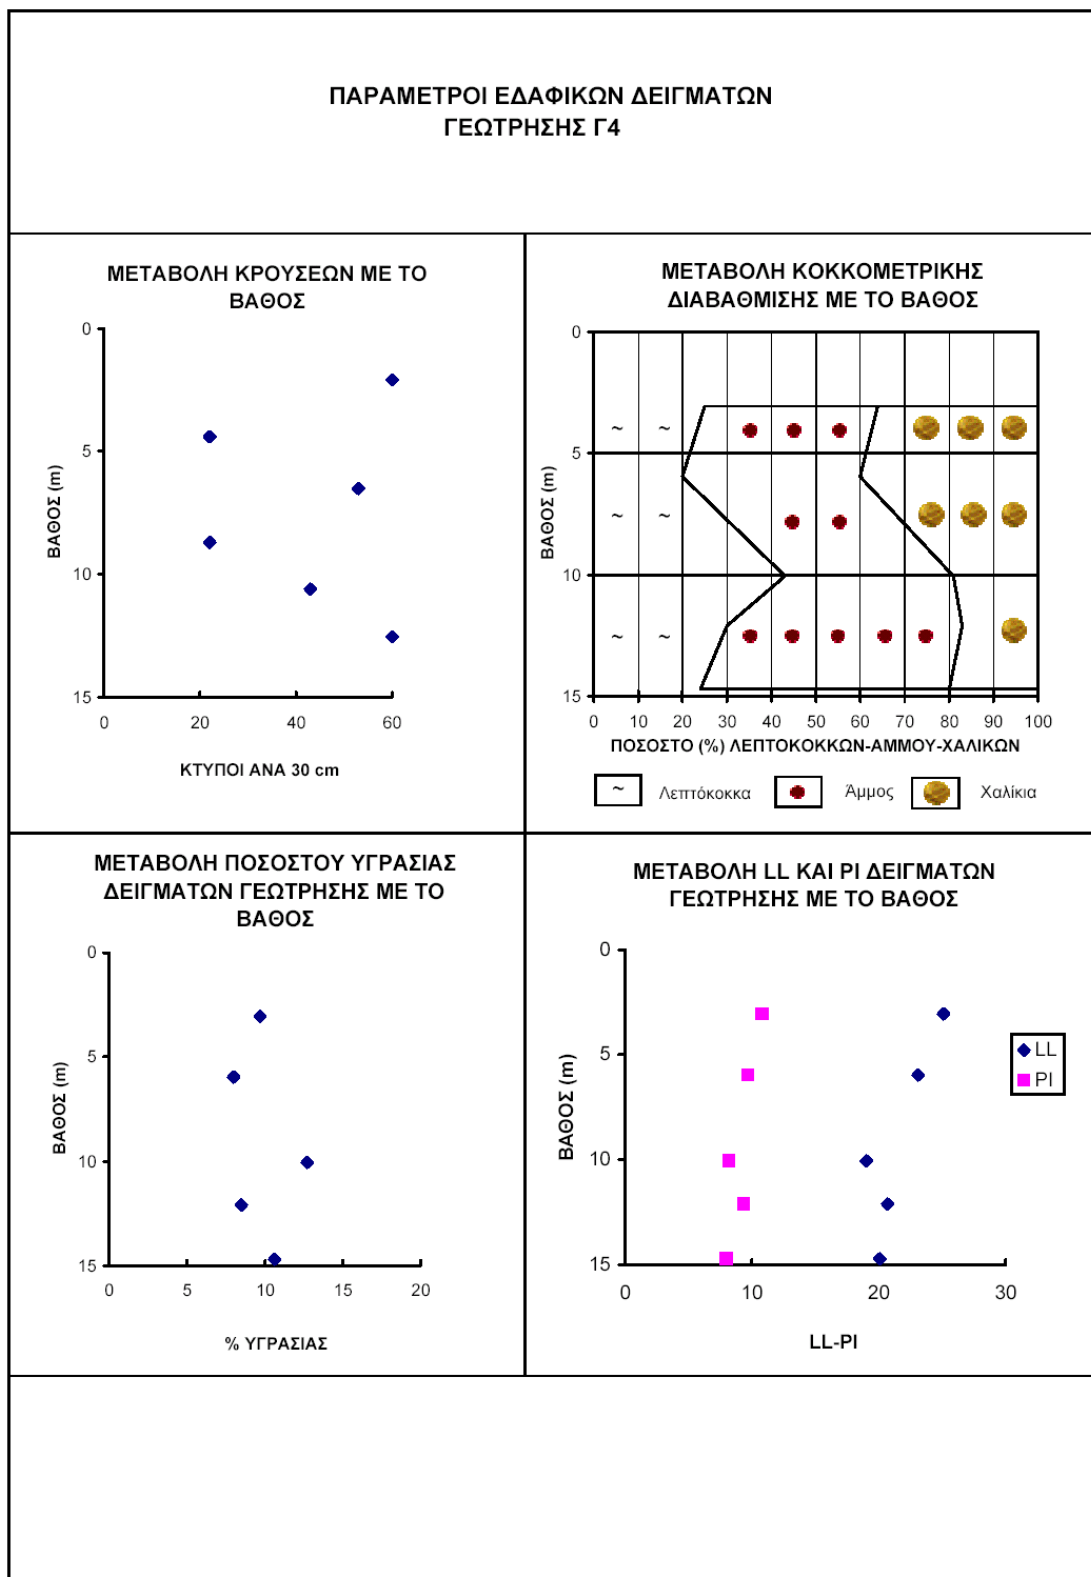 ΠΑΡΑΜΕΤΡΟΙ ΕΔΑΦΙΚΩΝ ΔΕΙΓΜΑΤΩΝ
ΓΕΩΤΡΗΣΗΣ Γ4
ΜΕΤΑΒΟΛΗ ΚΡΟΥΣΕΩΝ ΜΕ ΤΟ
ΒΑΘΟΣ
0
5
10
15
ΒΑΘΟΣ (m)
0 20 40 60
ΚΤΥΠΟΙ ΑΝΑ 30 cm
ΜΕΤΑΒΟΛΗ ΚΟΚΚΟΜΕΤΡΙΚΗΣ
ΔΙΑΒΑΘΜΙΣΗΣ ΜΕ ΤΟ ΒΑΘΟΣ
0
5
10
15
ΒΑΘΟΣ (m)
~ ~
~ ~
~ ~
0 10 20 30 40 50 60 70 80 90 100
ΠΟΣΟΣΤΟ (%) ΛΕΠΤΟΚΟΚΚΩΝ-ΑΜΜΟΥ-ΧΑΛΙΚΩΝ
~ Λεπτόκοκκα Άμμος Χαλίκια
ΜΕΤΑΒΟΛΗ ΠΟΣΟΣΤΟΥ ΥΓΡΑΣΙΑΣ
ΔΕΙΓΜΑΤΩΝ ΓΕΩΤΡΗΣΗΣ ΜΕ ΤΟ
ΒΑΘΟΣ
0
5
10
15
ΒΑΘΟΣ (m)
0 5 10 15 20
% ΥΓΡΑΣΙΑΣ
ΜΕΤΑΒΟΛΗ LL ΚΑΙ PI ΔΕΙΓΜΑΤΩΝ
ΓΕΩΤΡΗΣΗΣ ΜΕ ΤΟ ΒΑΘΟΣ
0
5
10
15
ΒΑΘΟΣ (m)
0 10 20 30
LL-PI
LL
PI